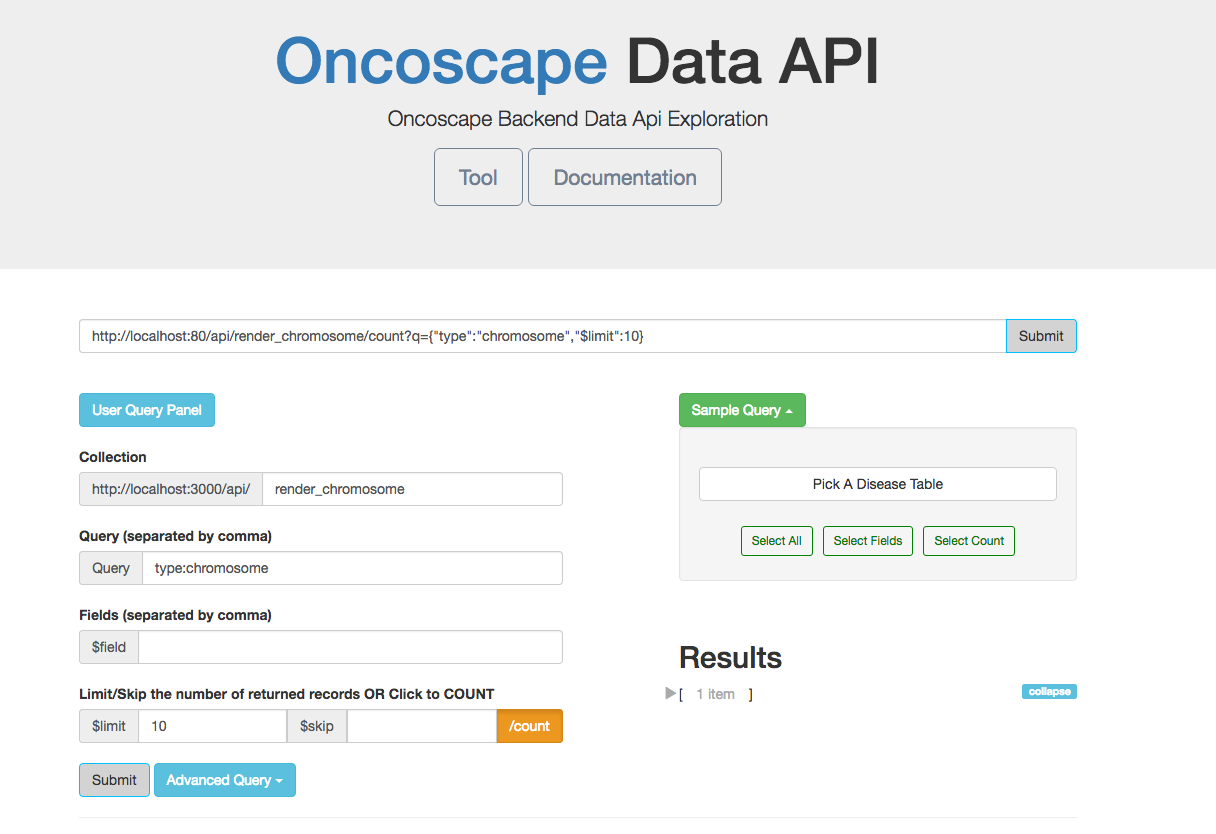 Oncoscape Data API
Oncoscape Backend Data Api Exploration
Tool Documentation
http://localhost:80/api/render_chromosome/count?q={"type":"chromosome","$limit":10} Submit
User Query Panel
Collection
http://localhost:3000/api/ render_chromosome
Query (separated by comma)
Query type:chromosome
Fields (separated by comma)
$field
Limit/Skip the number of returned records OR Click to COUNT
$limit 10 $skip /count
Submit Advanced Query
Sample Query
Pick A Disease Table
Select All Select Fields Select Count
Results
[ 1 item ] collapse